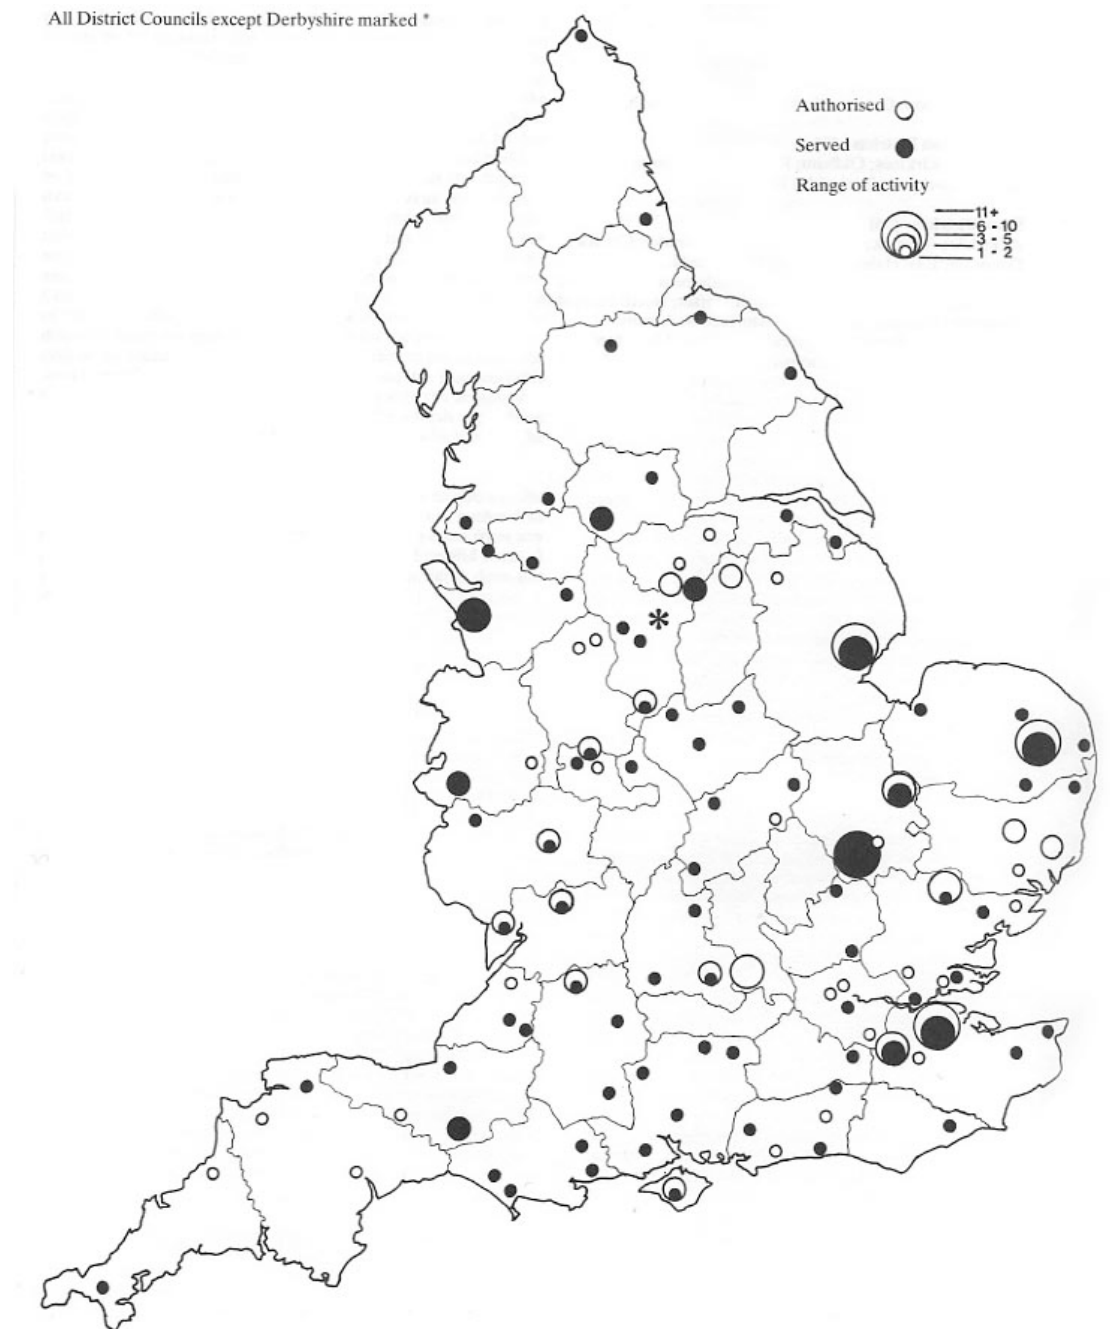 All District Councils except Derbyshire marked *
Authorised
Served
Range of activity
11+
6 - 10
3 - 5
1 - 2
*